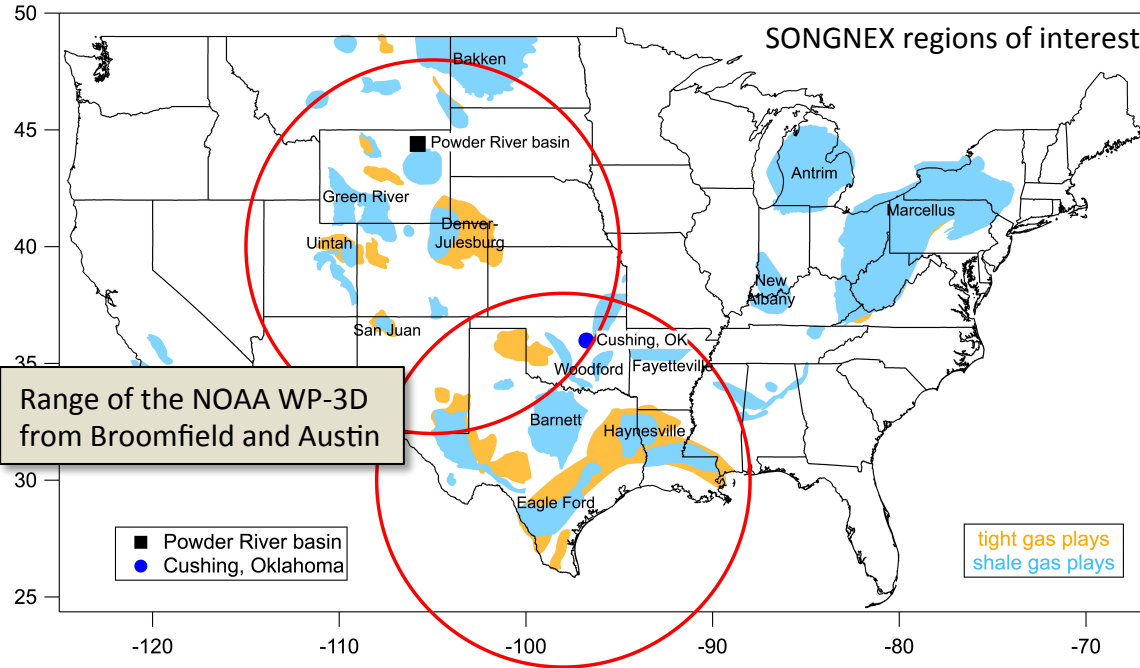 SONGNEX regions of interest
50
45
40
35
30
25
-120
-110
-100
-90
-80
-70
Bakken
Powder River basin
Green River
Antrim
Marcellus
Denver-
Julesburg
Uintah
New
Albany
San Juan
Cushing, OK
Woodford
Fayetteville
Barnett
Haynesville
Eagle Ford
Range of the NOAA WP-3D
from Broomfield and Austin
Powder River basin
Cushing, Oklahoma
tight gas plays
shale gas plays